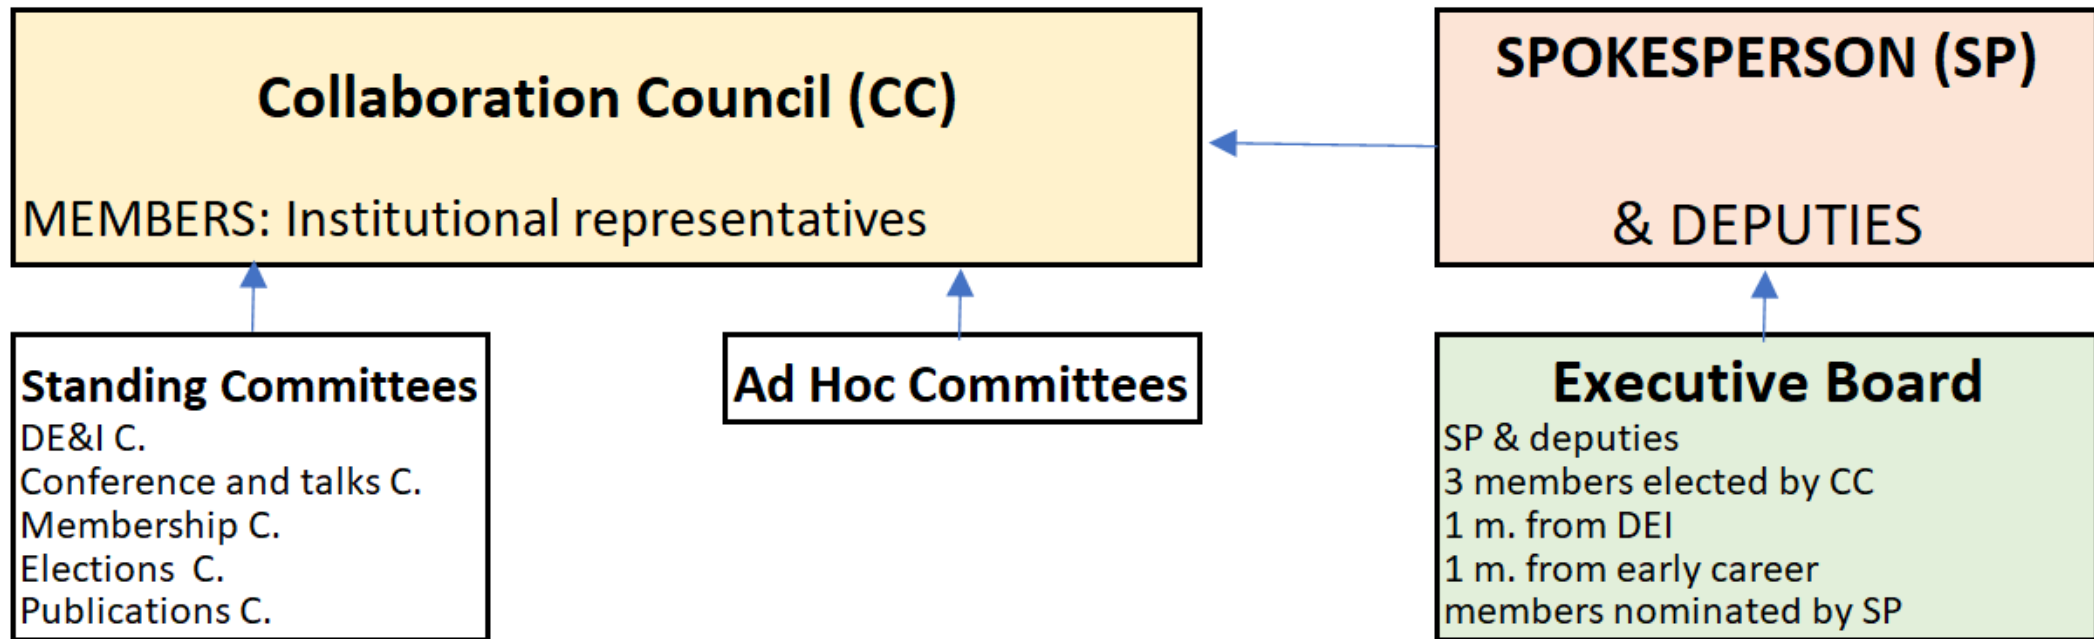 Collaboration Council (CC)
MEMBERS: Institutional representatives
SPOKESPERSON (SP)
& DEPUTIES
Standing Committees
DE&I C.
Conference and talks C.
Membership C.
Elections  C.
Publications C.
Ad Hoc Committees
Executive Board
SP & deputies
3 members elected by CC
1 m. from DEI
1 m. from early career
members nominated by SP